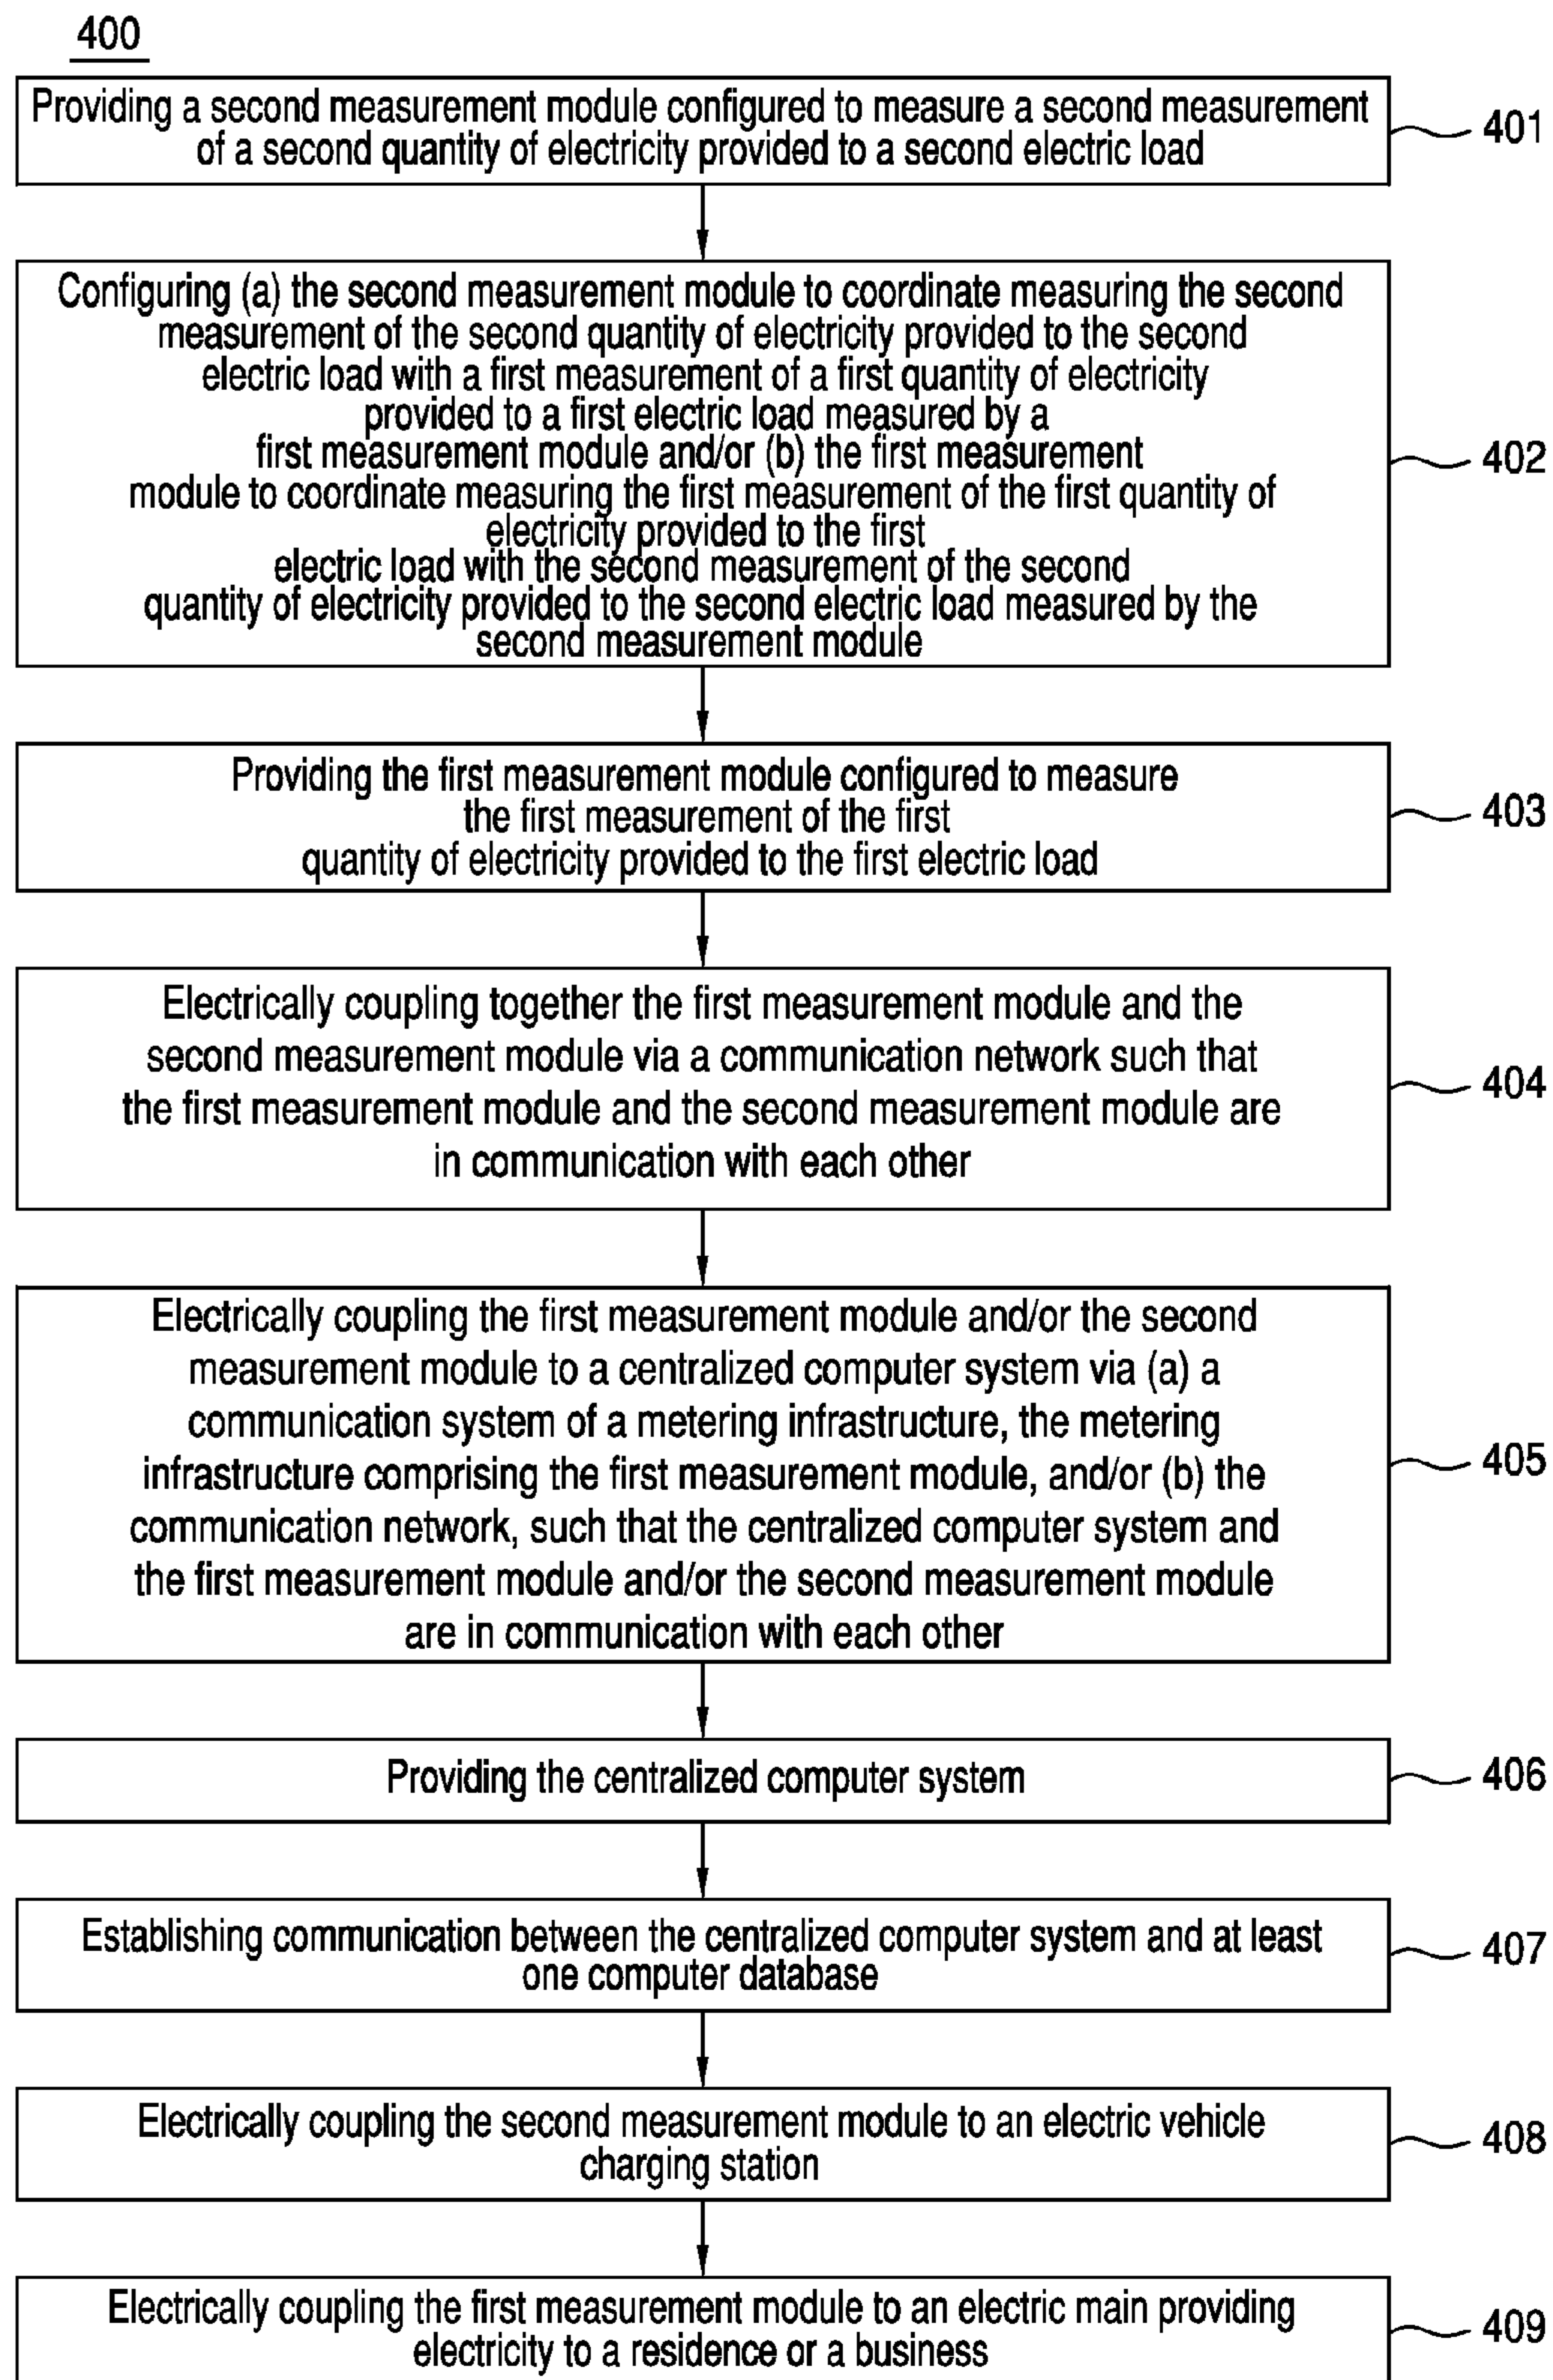 400
Providing a second measurement module configured to measure a second measurement
of a second quantity of electricity provided to a second electric load
401
Configuring (a) the second measurement module to coordinate measuring the second
measurement of the second quantity of electricity provided to the second
electric load with a first measurement of a first quantity of electricity
provided to a first electric load measured by a
first measurement module and/or (b) the first measurement
module to coordinate measuring the first measurement of the first quantity of
electricity provided to the first
electric load with the second measurement of the second
quantity of electricity provided to the second electric load measured by the
second measurement module
402
Providing the first measurement module configured to measure
the first measurement of the first
quantity of electricity provided to the first electric load
403
Electrically coupling together the first measurement module and the
second measurement module via a communication network such that
the first measurement module and the second measurement module are
in communication with each other
404
Electrically coupling the first measurement module and/or the second
measurement module to a centralized computer system via (a) a
communication system of a metering infrastructure, the metering
infrastructure comprising the first measurement module, and/or (b) the
communication network, such that the centralized computer system and
the first measurement module and/or the second measurement module
are in communication with each other
405
Providing the centralized computer system
406
Establishing communication between the centralized computer system and at least
one computer database
407
Electrically coupling the second measurement module to an electric vehicle
charging station
408
Electrically coupling the first measurement module to an electric main providing
electricity to a residence or a business
409